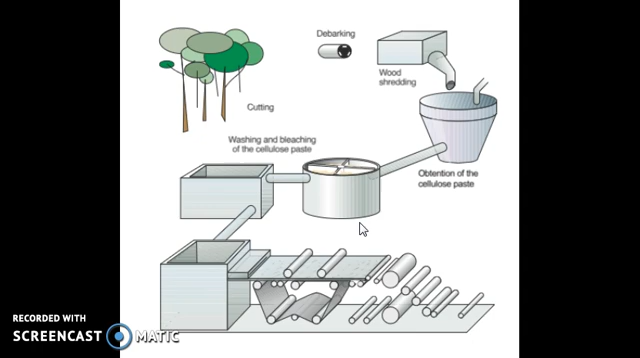 Debarking
Wood
shredding
Cutting
Washing and bleaching
of the cellulose paste
Obtention of the
cellulose paste
RECORDED WITH
SCREENCAST MATIC